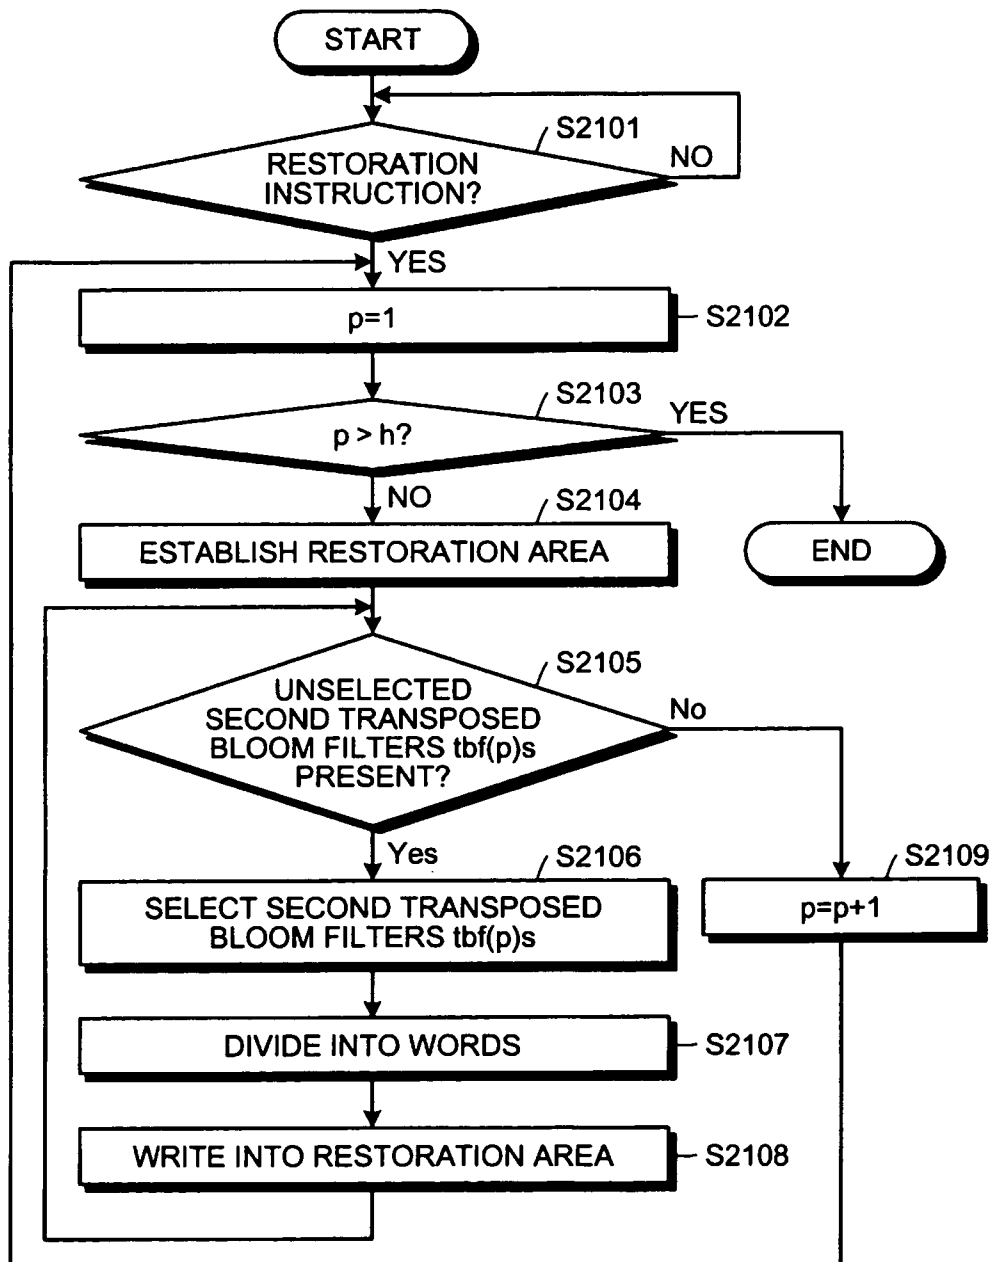 START
S2101
RESTORATION
INSTRUCTION?
NO
YES
p=1
S2102
S2103
p > h?
YES
NO
S2104
ESTABLISH RESTORATION AREA
END
S2105
UNSELECTED
SECOND TRANSPOSED
BLOOM FILTERS tbf(p)s
PRESENT?
No
Yes
S2106
SELECT SECOND TRANSPOSED
BLOOM FILTERS tbf(p)s
S2109
p=p+1
DIVIDE INTO WORDS
S2107
WRITE INTO RESTORATION AREA
S2108